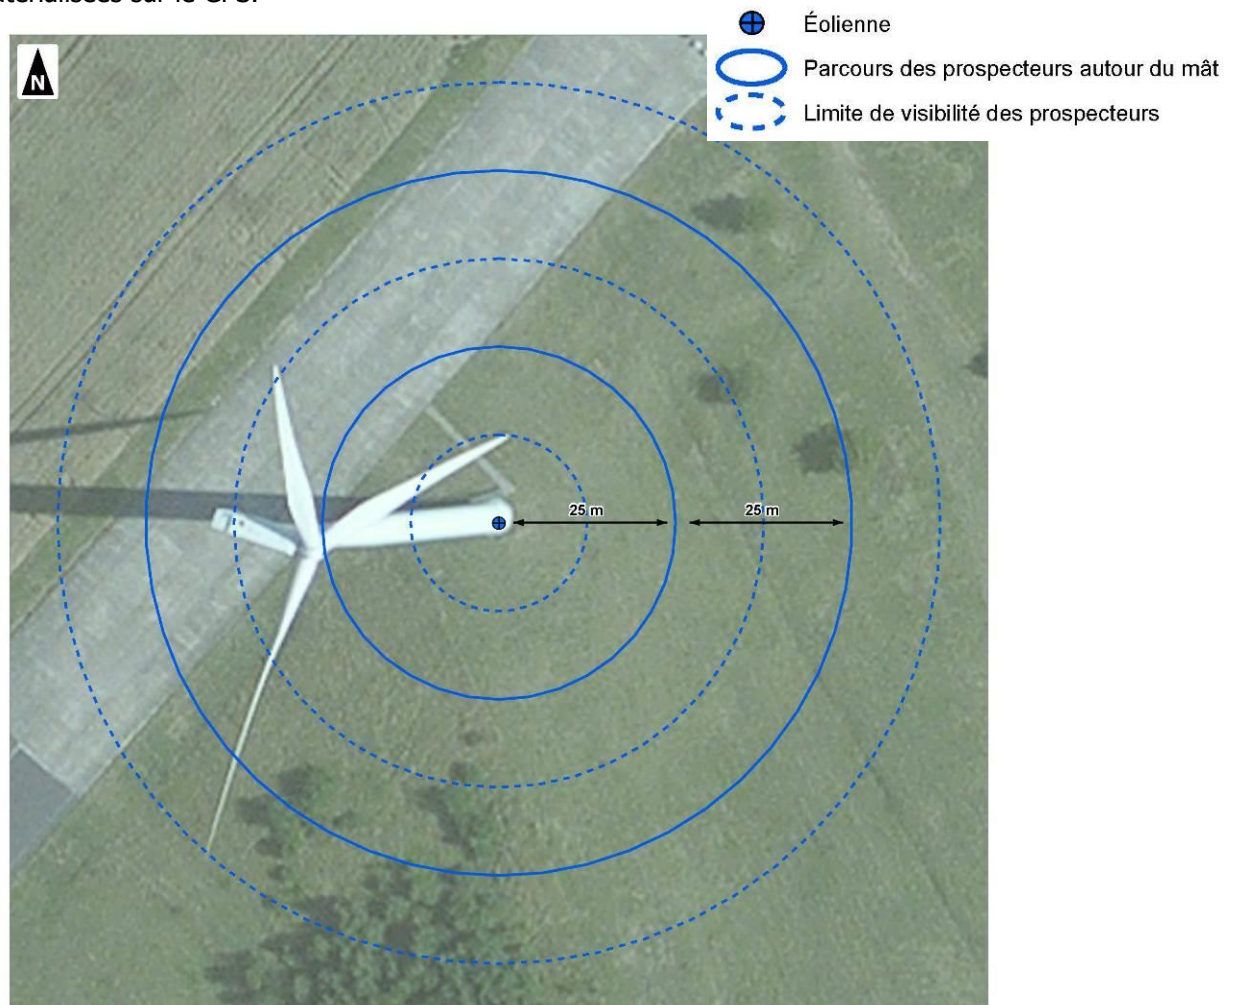 Éolienne
Parcours des prospecteurs autour du mât
Limite de visibilité des prospecteurs
N
25 m
25 m